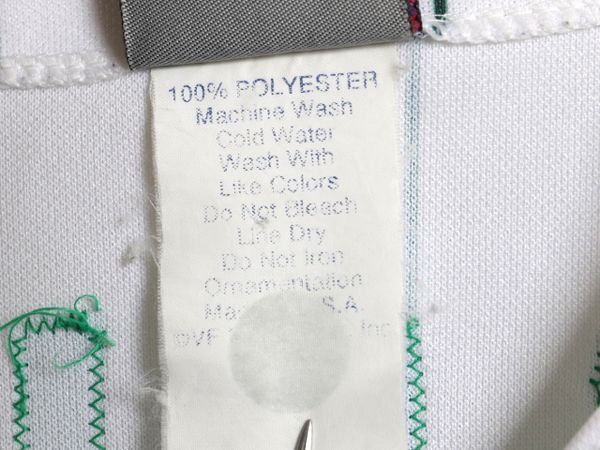 100% POLYESTER
Machine Wash
Cold Water
Wash With
Like Colors
Do Not Bleach
Line Dry
Do Not Iron
Ornamentation
S.A.
©VF Inc